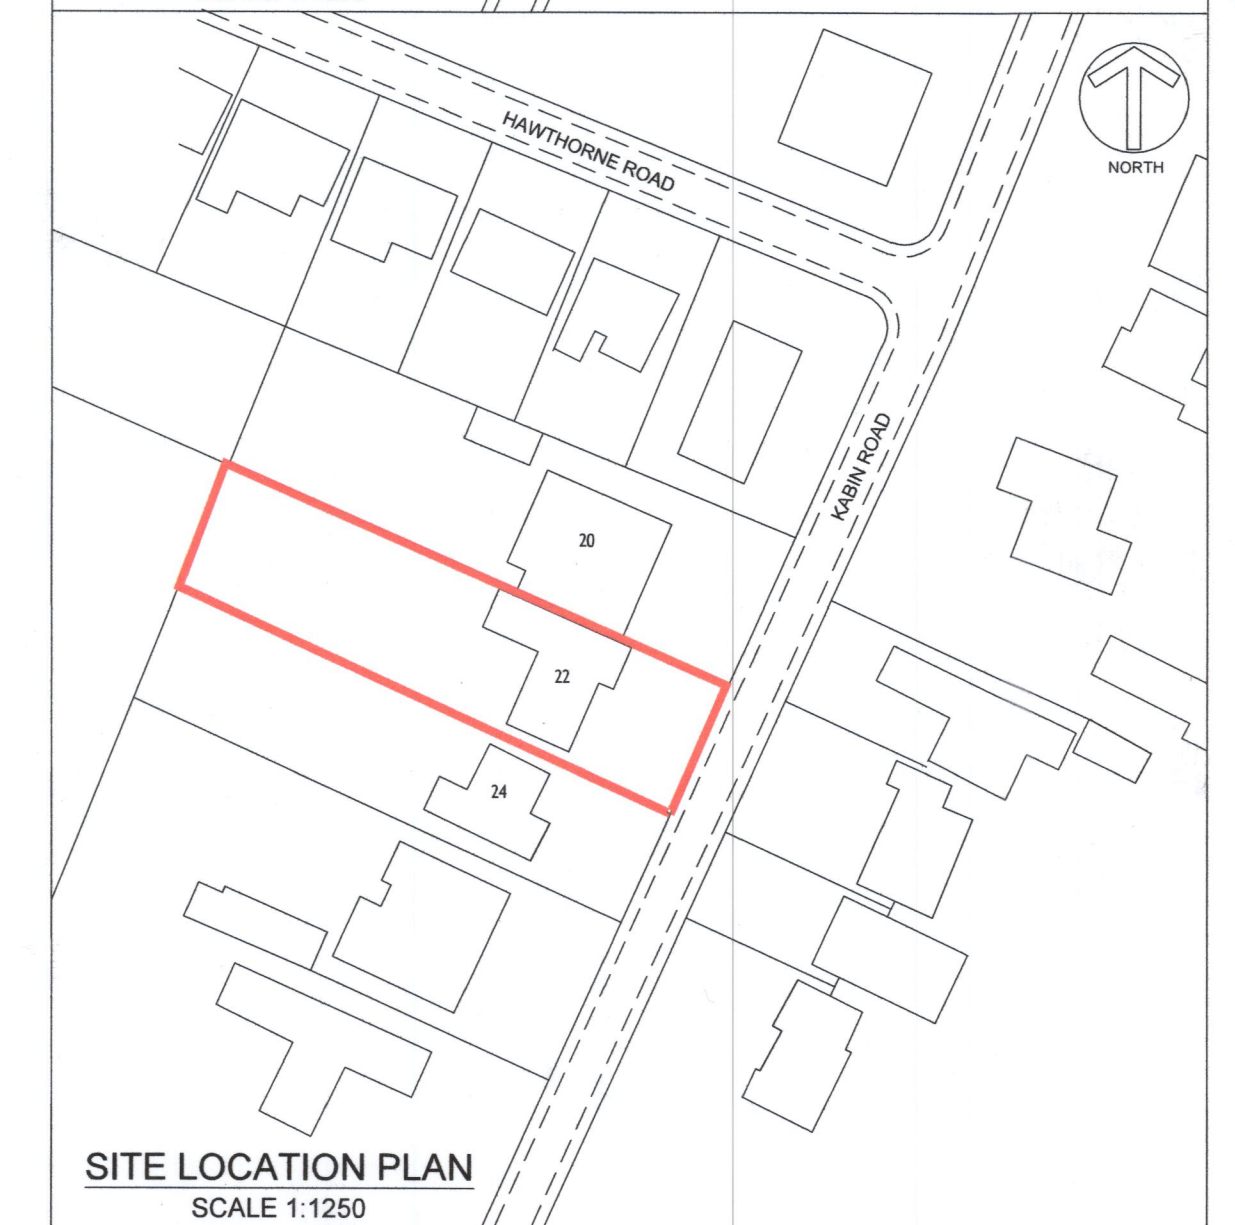 HAWTHORNE ROAD
NORTH
KABIN ROAD
20
22
24
SITE LOCATION PLAN
SCALE 1:1250